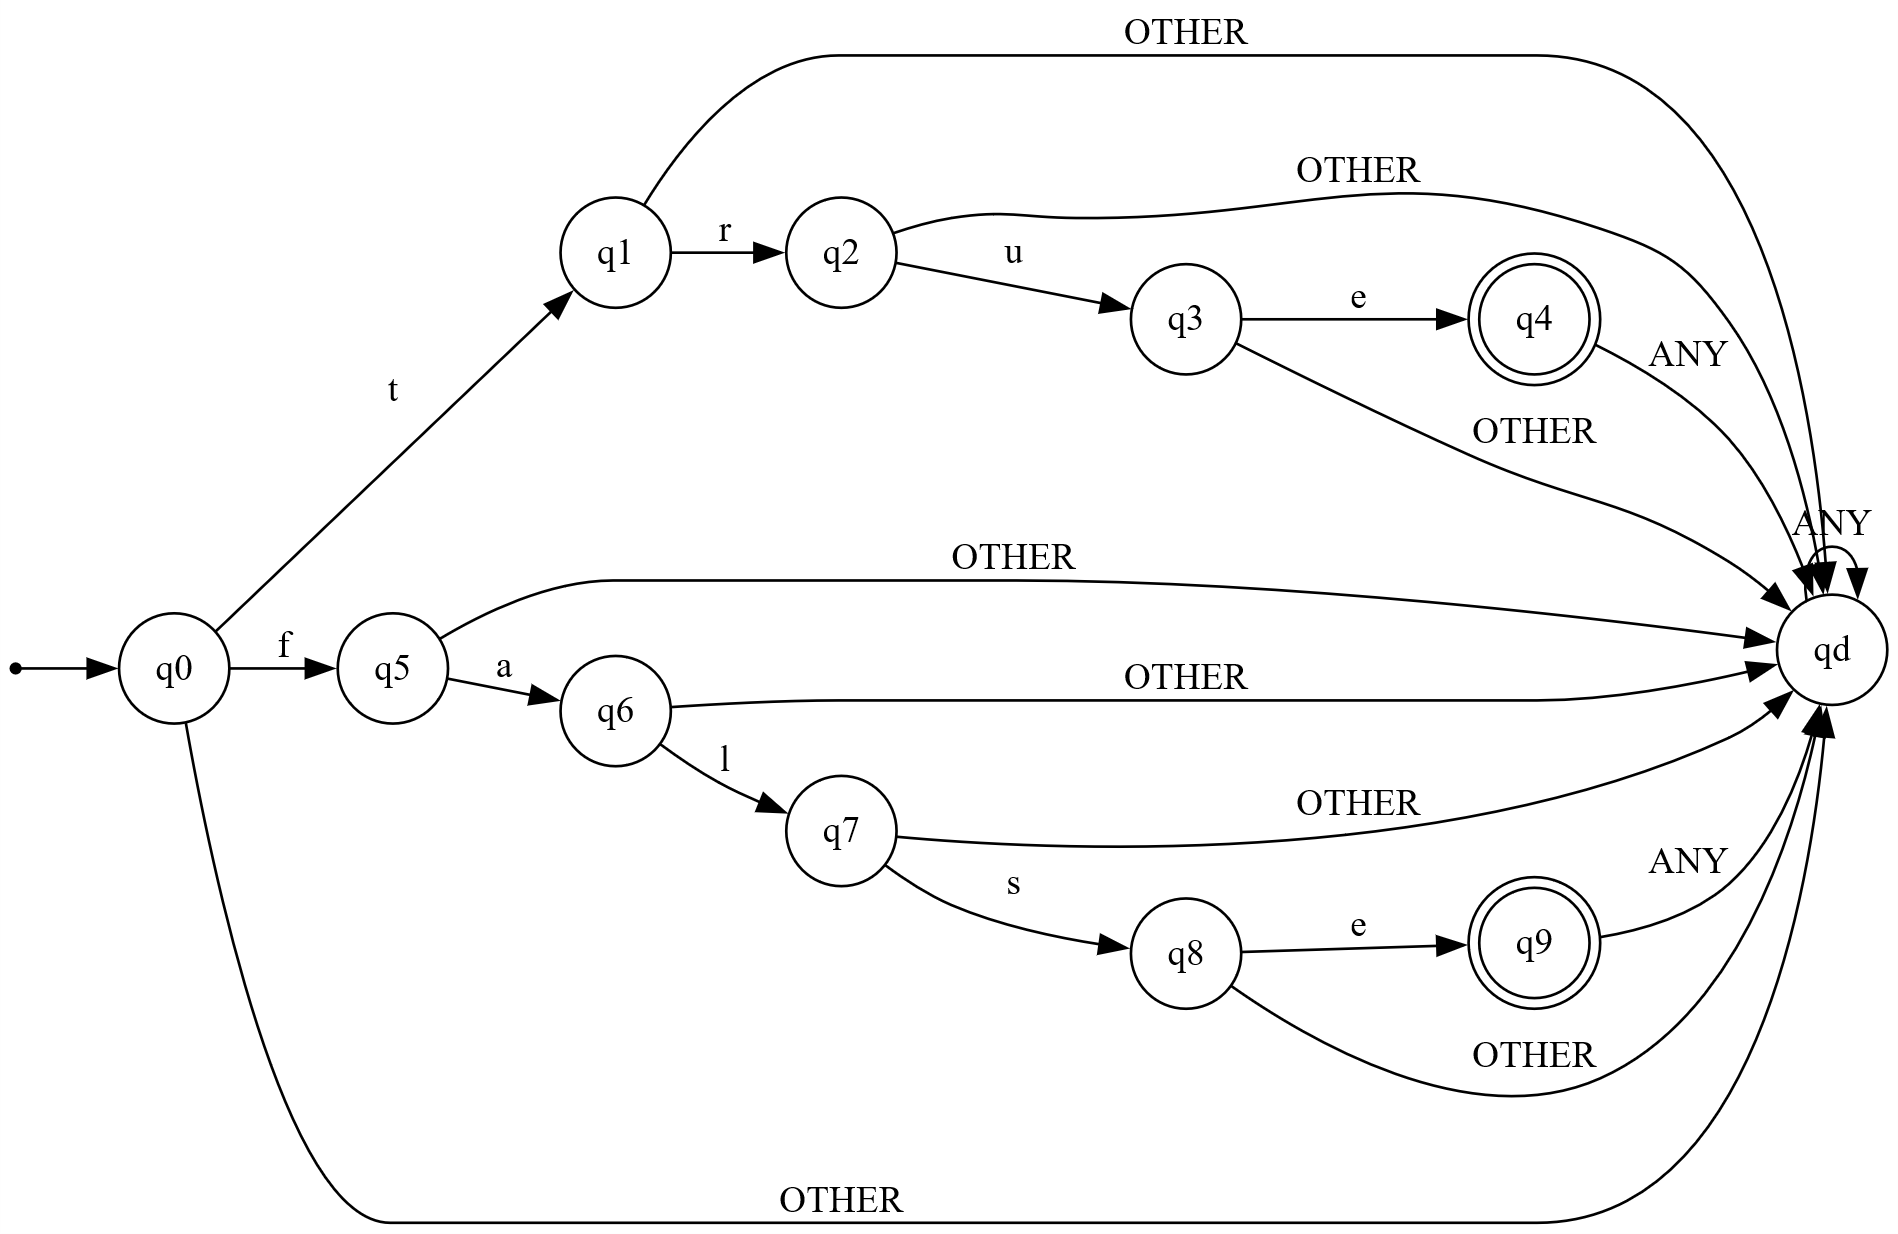 OTHER
OTHER
r
q1
q2
u
e
q3
q4
ANY
t
OTHER
ANY
OTHER
f
q0
q5
a
OTHER
qd
q6
l
OTHER
q7
s
ANY
e
q8
q9
OTHER
OTHER